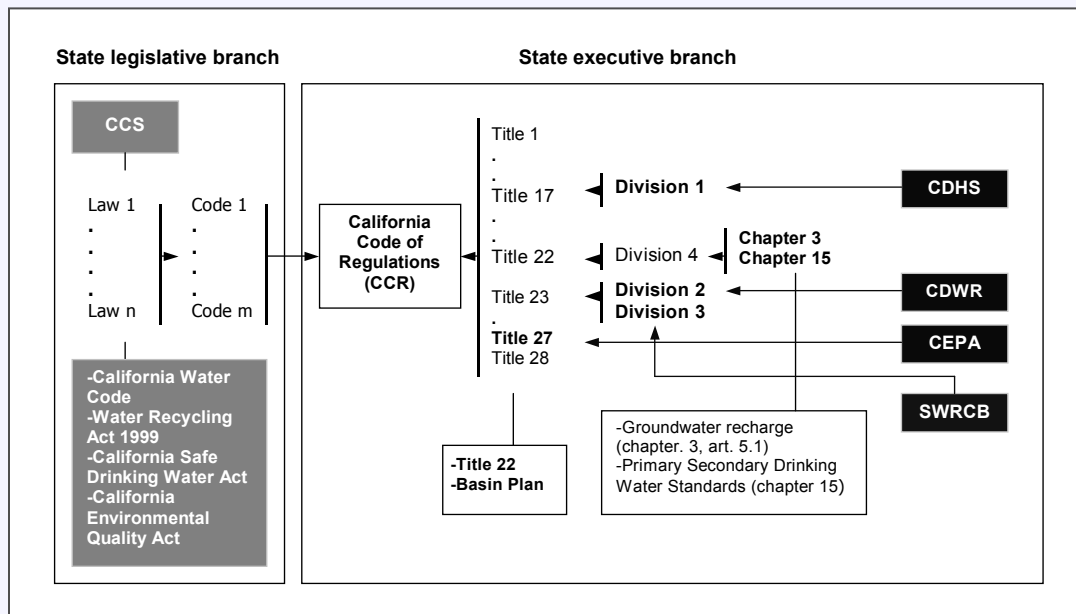 State legislative branch
State executive branch
CCS
Law 1
.
.
.
.
Law n
Code 1
.
.
.
.
Code m
-California Water
Code
-Water Recycling
Act 1999
-California Safe
Drinking Water Act
-California
Environmental
Quality Act
California
Code of
Regulations
(CCR)
Title 1
.
.
Title 17
.
.
Title 22
Title 23
.
Title 27
Title 28
Division 1
Division 4
Chapter 3
Chapter 15
Division 2
Division 3
CDHS
CDWR
CEPA
SWRCB
-Title 22
-Basin Plan
-Groundwater recharge
(chapter. 3, art. 5.1)
-Primary Secondary Drinking
Water Standards (chapter 15)